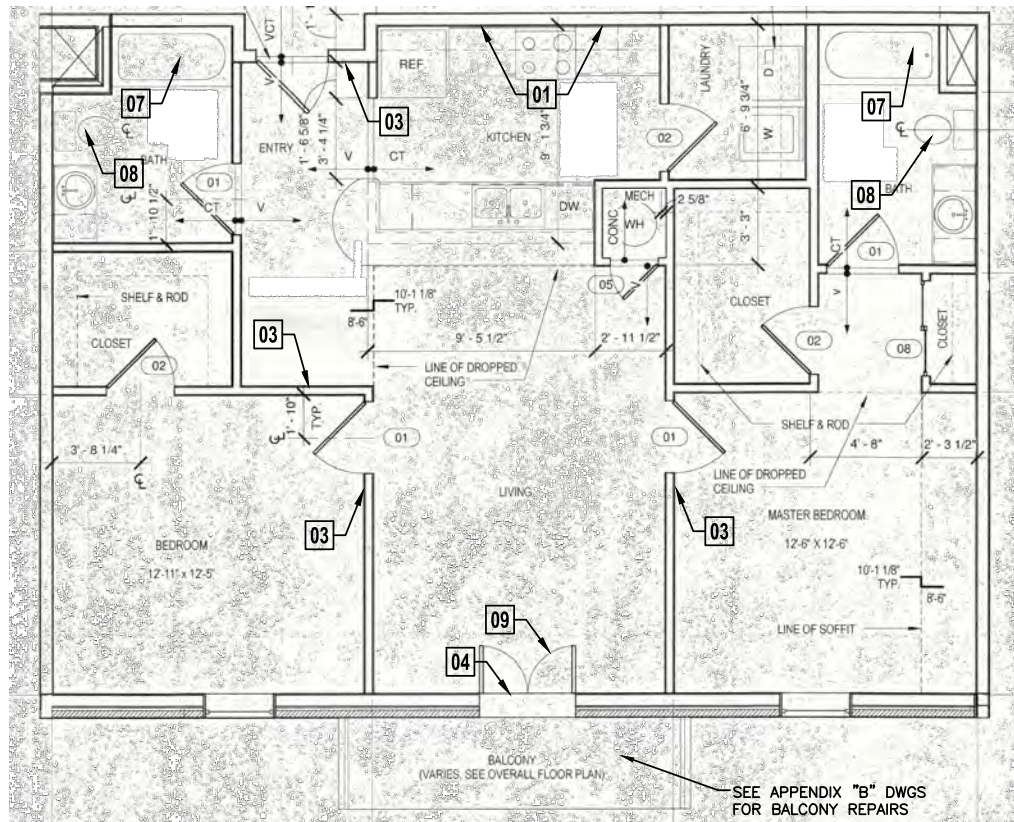 VCT
1'-
REF.
01
LAUNDRY
D
07
03
07
1' - 6 5/8"
3' - 4 1/4"
9' - 1 3/4"
6' - 9 3/4"
KITCHEN
ENTRY
02
W.
℄
℄
08
BATH
V
CT
01
08
BATH
1' - 10 1/2"
℄
CT
V
DW
MECH
CONC
WH
2 5/8"
3' - 3"
CT
01
V
SHELF & ROD
CLOSET
02
10'-1 1/8"
TYP.
8'-6"
05
V
CLOSET
CLOSET
03
9' - 5 1/2"
2' - 11 1/2"
02
08
LINE OF DROPPED
CEILING
1' - 10"
TYP.
℄
01
01
SHELF & ROD
3' - 8 1/4"
℄
4' - 8"
2' - 3 1/2"
LINE OF DROPPED
CEILING
LIVING
03
03
BEDROOM
12'-11' x 12'-5"
MASTER BEDROOM
12'-6" X 12'-6"
10'-1 1/8"
TYP.
8'-6"
09
LINE OF SOFFIT
04
BALCONY
(VARIES, SEE OVERALL FLOOR PLAN)
SEE APPENDIX "B" DWGS
FOR BALCONY REPAIRS